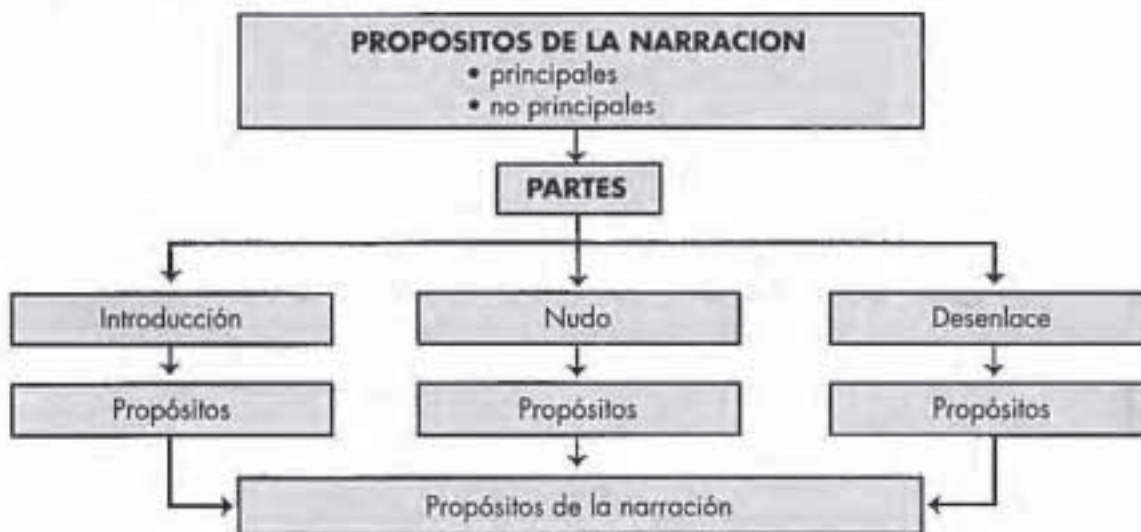 PROPOSITOS DE LA NARRACION
• principales
• no principales
PARTES
Introducción
Nudo
Desenlace
Propósitos
Propósitos
Propósitos
Propósitos de la narración